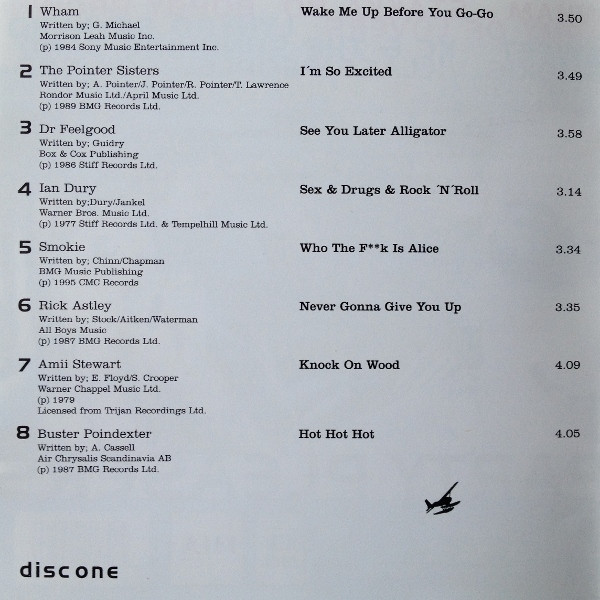 1 Wham Wake Me Up Before You Go-Go 3.50
Written by; G. Michael
Morrison Leah Music Inc.
(p) 1984 Sony Music Entertainment Inc.
2 The Pointer Sisters I´m So Excited 3.49
Written by; A. Pointer/J. Pointer/R. Pointer/T. Lawrence
Rondor Music Ltd./April Music Ltd.
(p) 1989 BMG Records Ltd.
3 Dr Feelgood See You Later Alligator 3.58
Written by; Guidry
Box & Cox Publishing
(p) 1986 Stiff Records Ltd.
4 Ian Dury Sex & Drugs & Rock ´N´Roll 3.14
Written by;Dury/Jankel
Warner Bros. Music Ltd.
(p) 1977 Stiff Records Ltd. & Tempelhill Music Ltd.
5 Smokie Who The F**k Is Alice 3.34
Written by; Chinn/Chapman
BMG Music Publishing
(p) 1995 CMC Records
6 Rick Astley Never Gonna Give You Up 3.35
Written by; Stock/Aitken/Waterman
All Boys Music
(p) 1987 BMG Records Ltd.
7 Amii Stewart Knock On Wood 4.09
Written by; E. Floyd/S. Crooper
Warner Chappel Music Ltd.
(p) 1979
Licensed from Trijan Recordings Ltd.
8 Buster Poindexter Hot Hot Hot 4.05
Written by; A. Cassell
Air Chrysalis Scandinavia AB
(p) 1987 BMG Records Ltd.
disc one